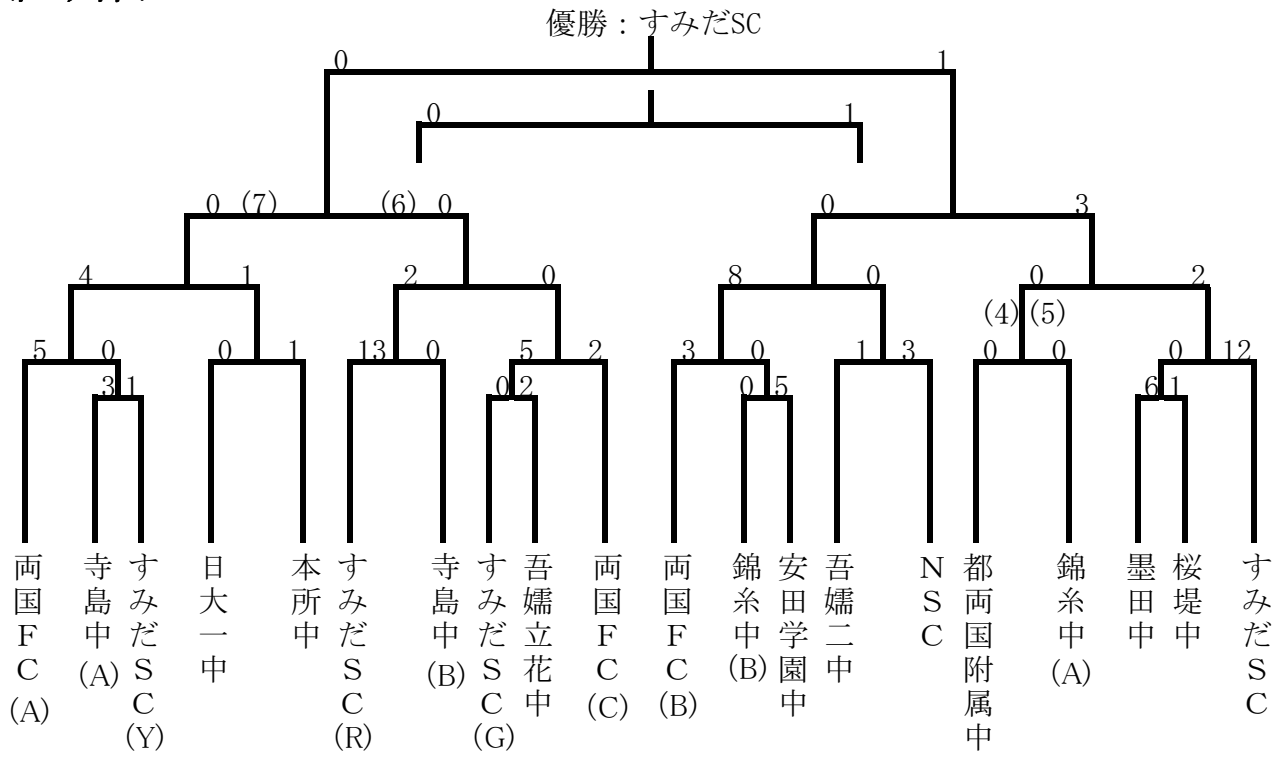 優勝：すみだSC
0 1
0 1
0 (7) (6) 0 0 3
4 1 2 0 8 0 0 2
(4) (5)
5 0 0 1 13 0 5 2 3 0 1 3 0 0 0 12
3 1 0 2 0 5 6 1
両国ＦＣ(A)
寺島中(A)
すみだＳＣ(Y)
日大一中
本所中
すみだＳＣ(R)
寺島中(B)
すみだＳＣ(G)
吾嬬立花中
両国ＦＣ(C)
両国ＦＣ(B)
錦糸中(B)
安田学園中
吾嬬二中
ＮＳＣ
都両国附属中
錦糸中(A)
墨田中
桜堤中
すみだＳＣ